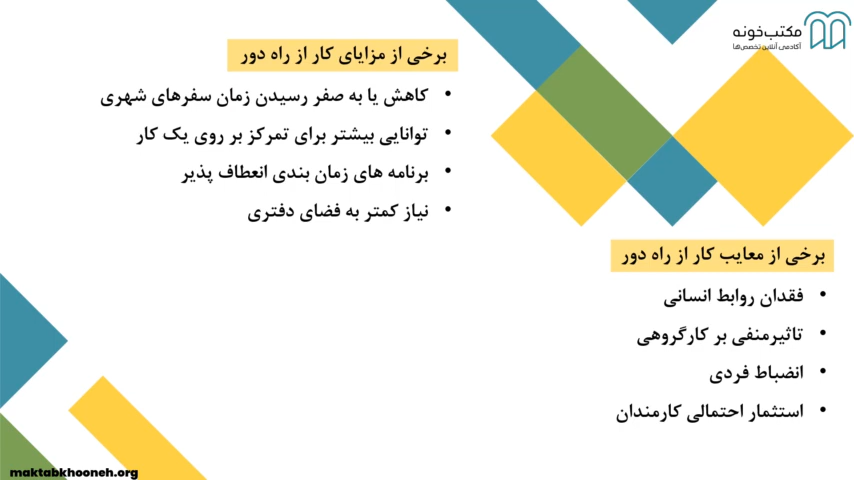 مکتب‌خونه
آکادمی آنلاین تخصص‌ها
برخی از مزایای کار از راه دور
• کاهش یا به صفر رسیدن زمان سفرهای شهری
• توانایی بیشتر برای تمرکز بر روی یک کار
• برنامه های زمان بندی انعطاف پذیر
• نیاز کمتر به فضای دفتری
برخی از معایب کار از راه دور
• فقدان روابط انسانی
• تاثیرمنفی بر کارگروهی
• انضباط فردی
• استثمار احتمالی کارمندان
maktabkhooneh.org